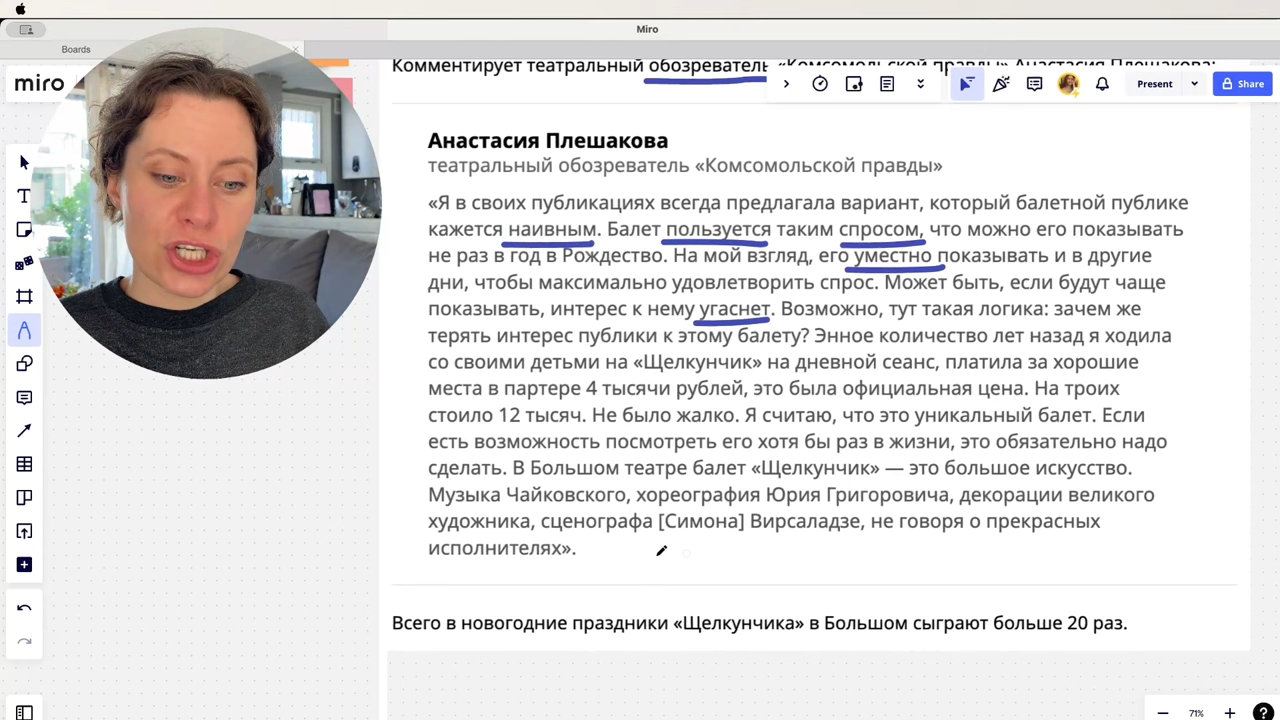 Miro
Boards
miro
Комментирует театральный обозреватель «Комсомольской правды» Анастасия Плешакова:
Present
Share
Анастасия Плешакова
театральный обозреватель «Комсомольской правды»
«Я в своих публикациях всегда предлагала вариант, который балетной публике
кажется наивным. Балет пользуется таким спросом, что можно его показывать
не раз в год в Рождество. На мой взгляд, его уместно показывать и в другие
дни, чтобы максимально удовлетворить спрос. Может быть, если будут чаще
показывать, интерес к нему угаснет. Возможно, тут такая логика: зачем же
терять интерес публики к этому балету? Энное количество лет назад я ходила
со своими детьми на «Щелкунчик» на дневной сеанс, платила за хорошие
места в партере 4 тысячи рублей, это была официальная цена. На троих
стоило 12 тысяч. Не было жалко. Я считаю, что это уникальный балет. Если
есть возможность посмотреть его хотя бы раз в жизни, это обязательно надо
сделать. В Большом театре балет «Щелкунчик» — это большое искусство.
Музыка Чайковского, хореография Юрия Григоровича, декорации великого
художника, сценографа [Симона] Вирсаладзе, не говоря о прекрасных
исполнителях».
Всего в новогодние праздники «Щелкунчика» в Большом сыграют больше 20 раз.
71%